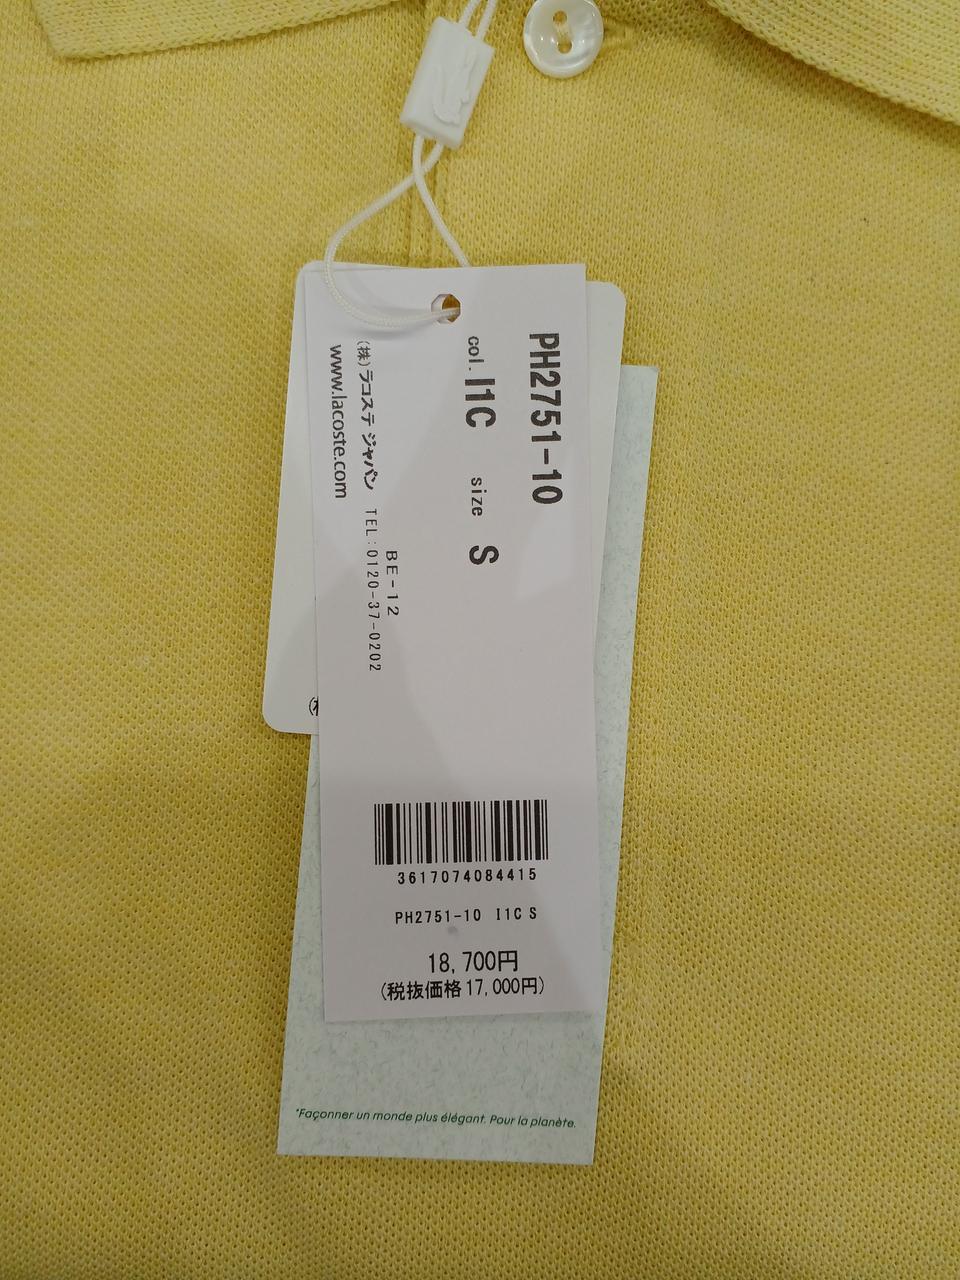 PH2751-10
col. I1C size S
BE-12
(株)ラコステ ジャパン TEL:0120-37-0202
www.lacoste.com
3617074084415
PH2751-10 I1C S
18,700円
(税抜価格17,000円)
"Façonner un monde plus élégant. Pour la planète.